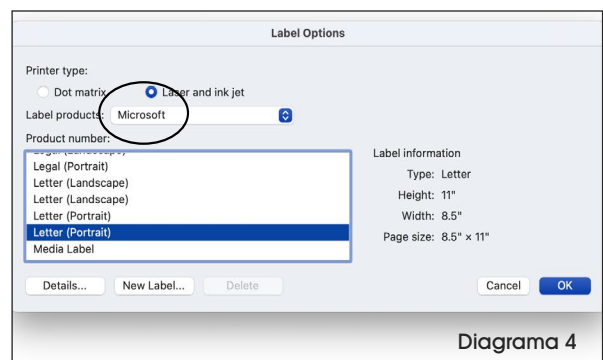 Label Options
Printer type:
Dot matrix Laser and ink jet
Label products: Microsoft
Product number:
Legal (Landscape)
Legal (Portrait)
Letter (Landscape)
Letter (Landscape)
Letter (Portrait)
Letter (Portrait)
Media Label
Label information
Type: Letter
Height: 11"
Width: 8.5"
Page size: 8.5" × 11"
Details... New Label... Delete Cancel OK
Diagrama 4